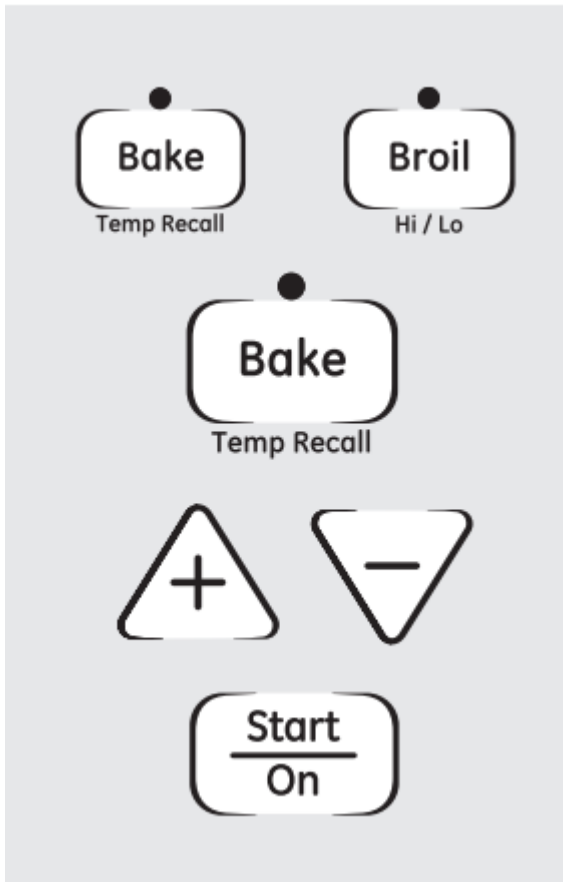 Bake Broil
Temp Recall Hi / Lo
Bake
Temp Recall
+ −
Start
On